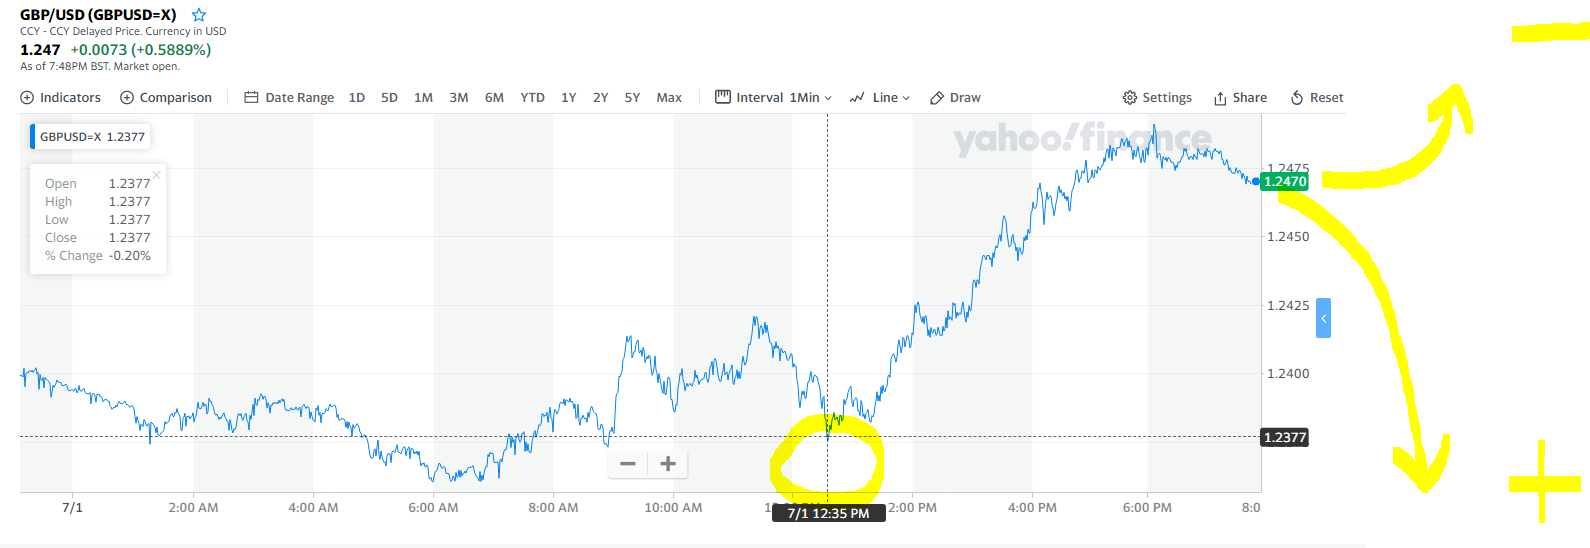 GBP/USD (GBPUSD=X)
CCY - CCY Delayed Price. Currency in USD
1.247 +0.0073 (+0.5889%)
As of 7:48PM BST. Market open.
Indicators Comparison Date Range 1D 5D 1M 3M 6M YTD 1Y 2Y 5Y Max Interval 1Min Line Draw Settings Share Reset
GBPUSD=X 1.2377
yahoo!finance
Open 1.2377
High 1.2377
Low 1.2377
Close 1.2377
% Change -0.20%
1.2475
1.2470
1.2450
1.2425
1.2400
1.2377
7/1 2:00 AM 4:00 AM 6:00 AM 8:00 AM 10:00 AM 2:00 PM 4:00 PM 6:00 PM 8:0
7/1 12:35 PM